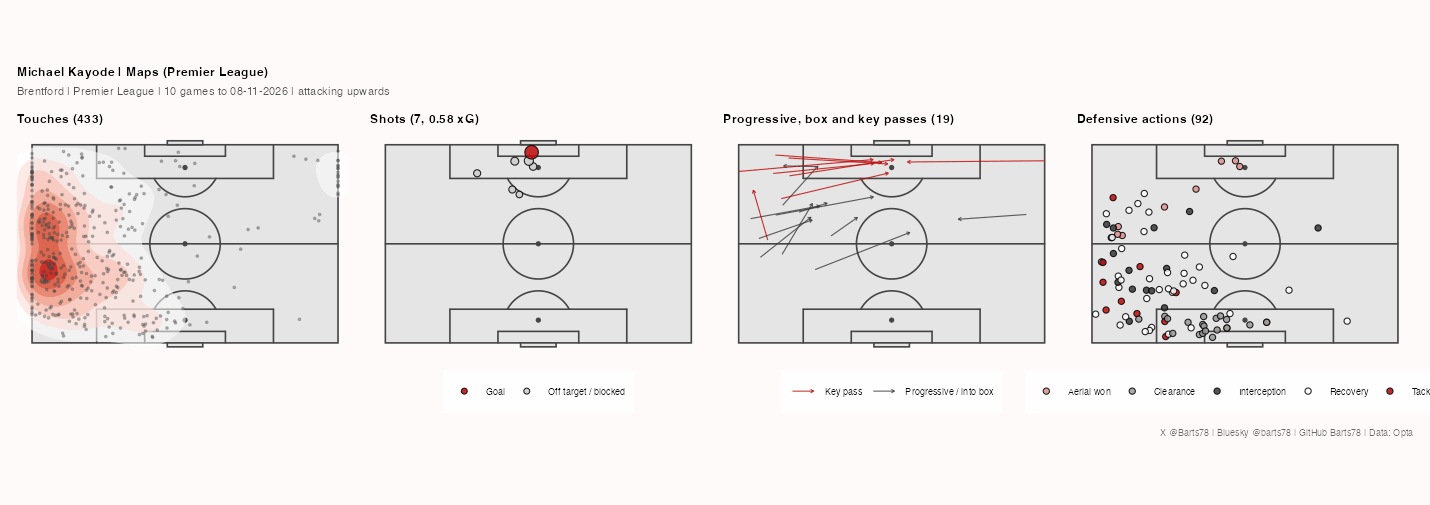 Michael Kayode | Maps (Premier League)
Brentford | Premier League | 10 games to 08-11-2026 | attacking upwards
Touches (433)
Shots (7, 0.58 xG)
Progressive, box and key passes (19)
Defensive actions (92)
Goal
Off target / blocked
Key pass
Progressive / into box
Aerial won
Clearance
Interception
Recovery
Tack
X @Barts78 | Bluesky @barts78 | GitHub Barts78 | Data: Opta